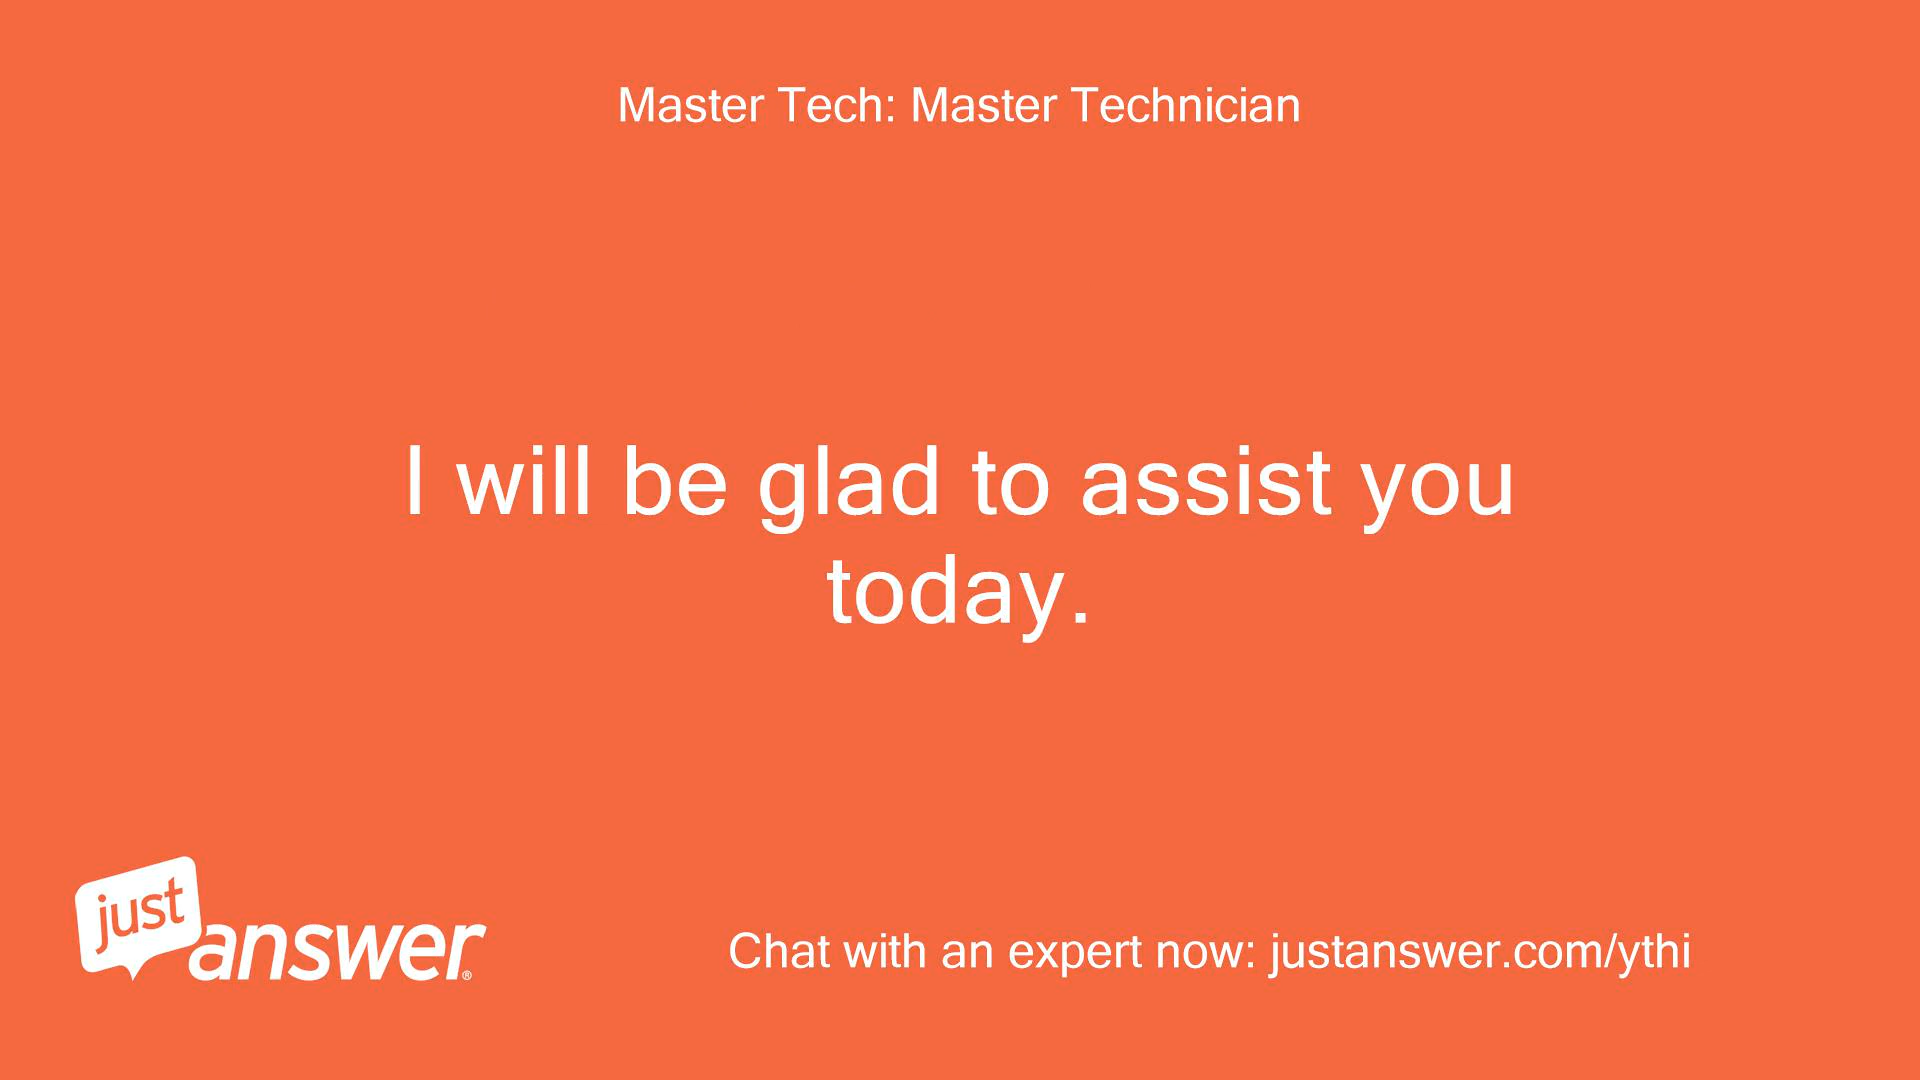 Master Tech: Master Technician
I will be glad to assist you
today.
just
answer®
Chat with an expert now: justanswer.com/ythi